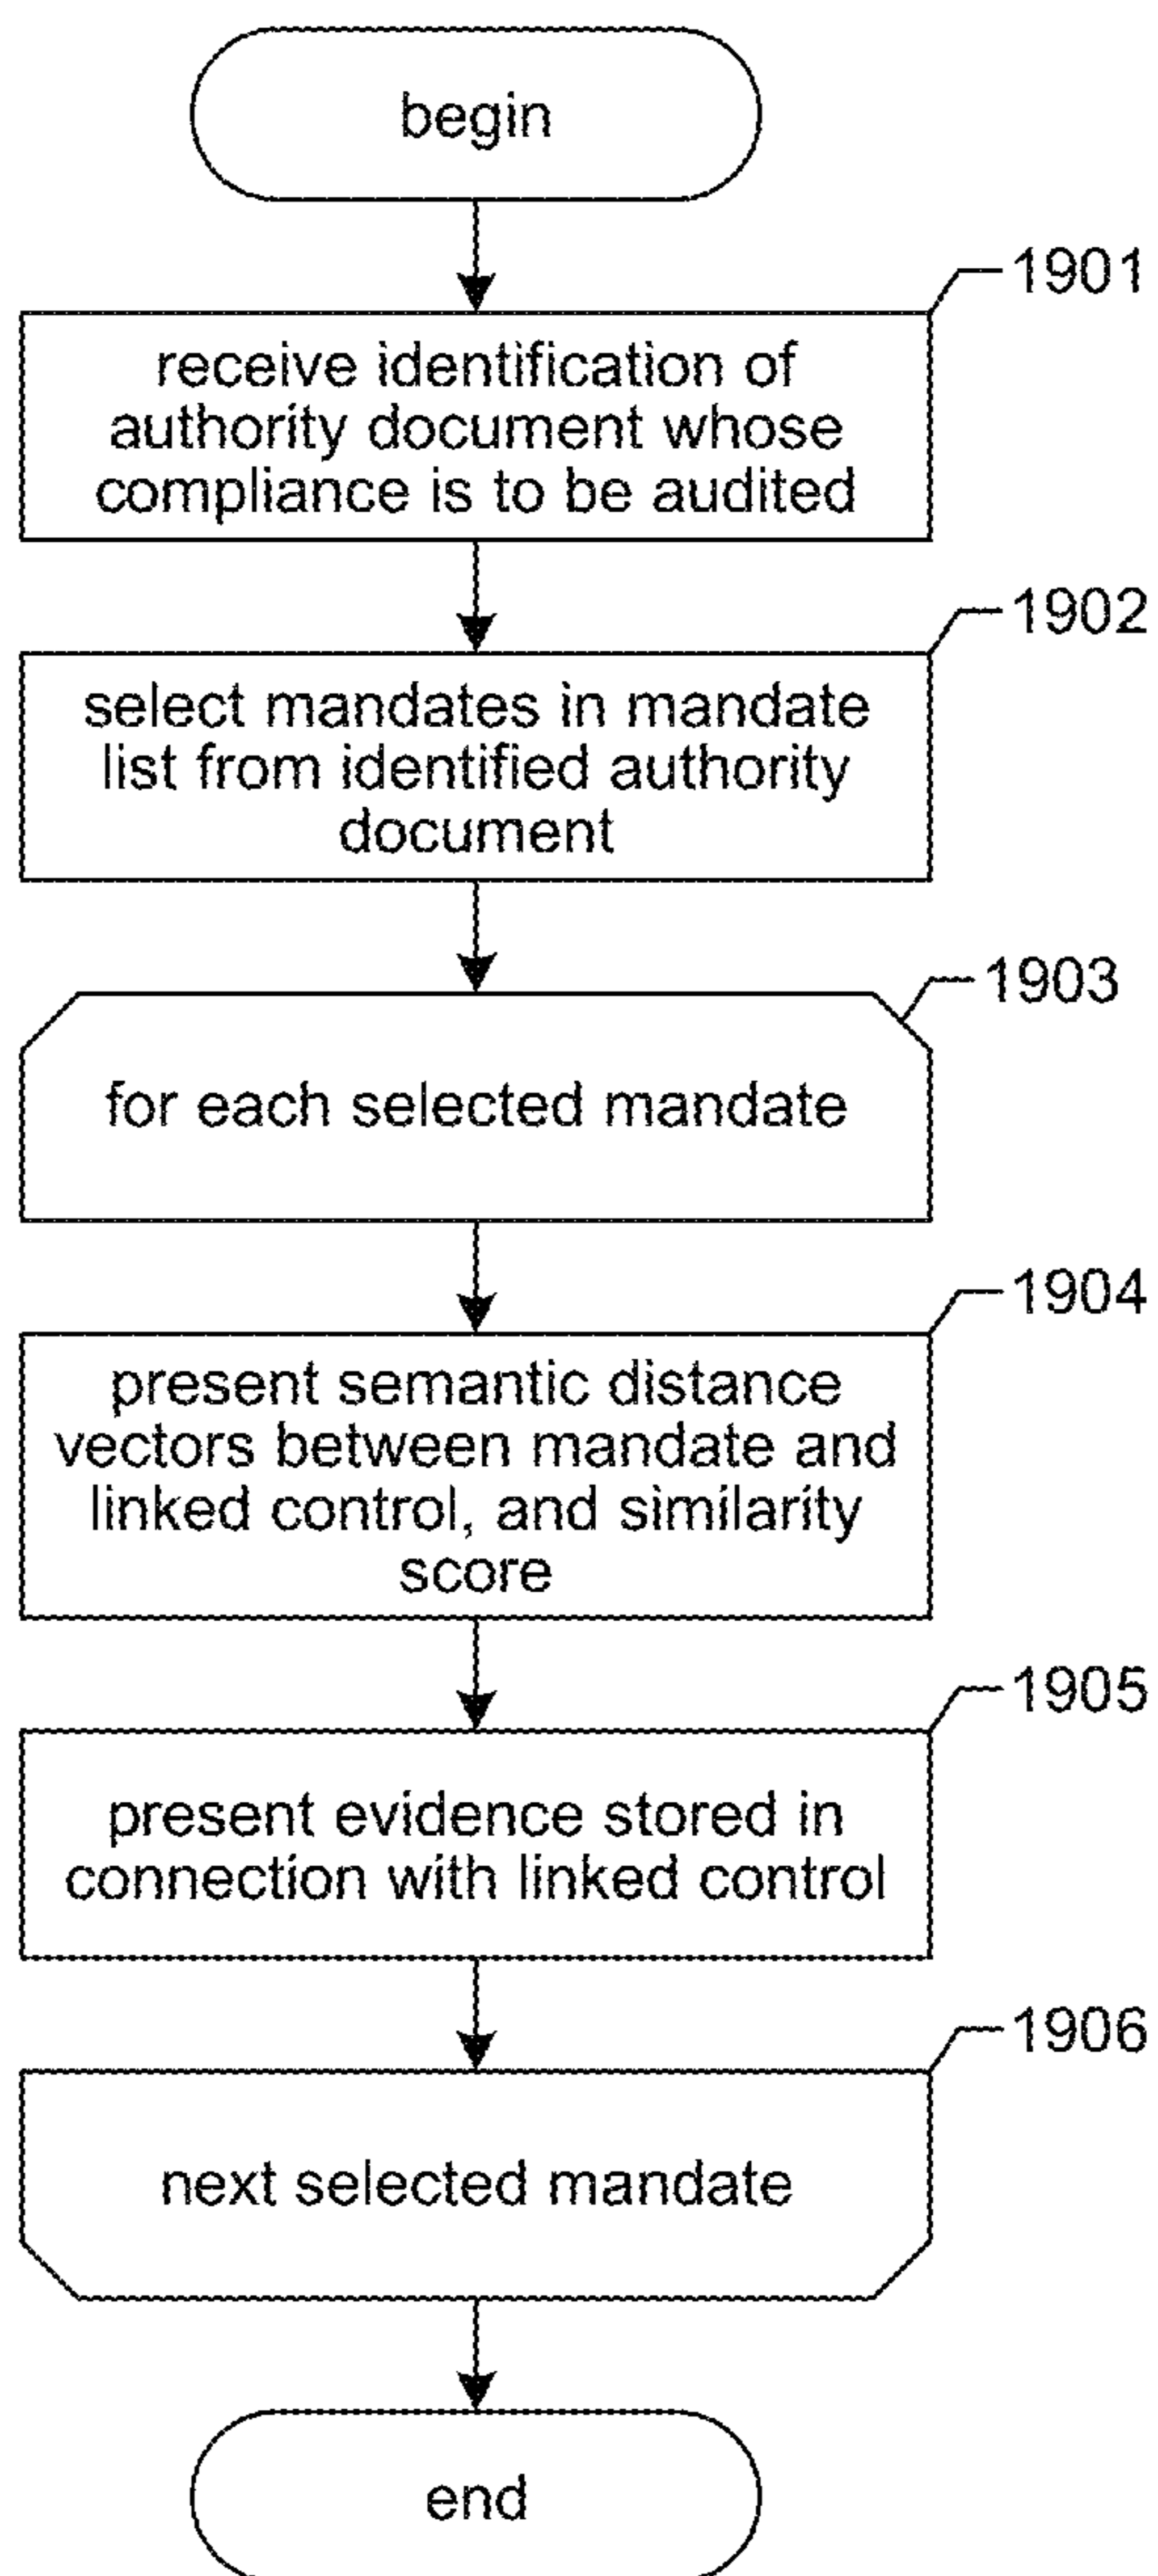 begin
1901
receive identification of
authority document whose
compliance is to be audited
1902
select mandates in mandate
list from identified authority
document
1903
for each selected mandate
1904
present semantic distance
vectors between mandate and
linked control, and similarity
score
1905
present evidence stored in
connection with linked control
1906
next selected mandate
end